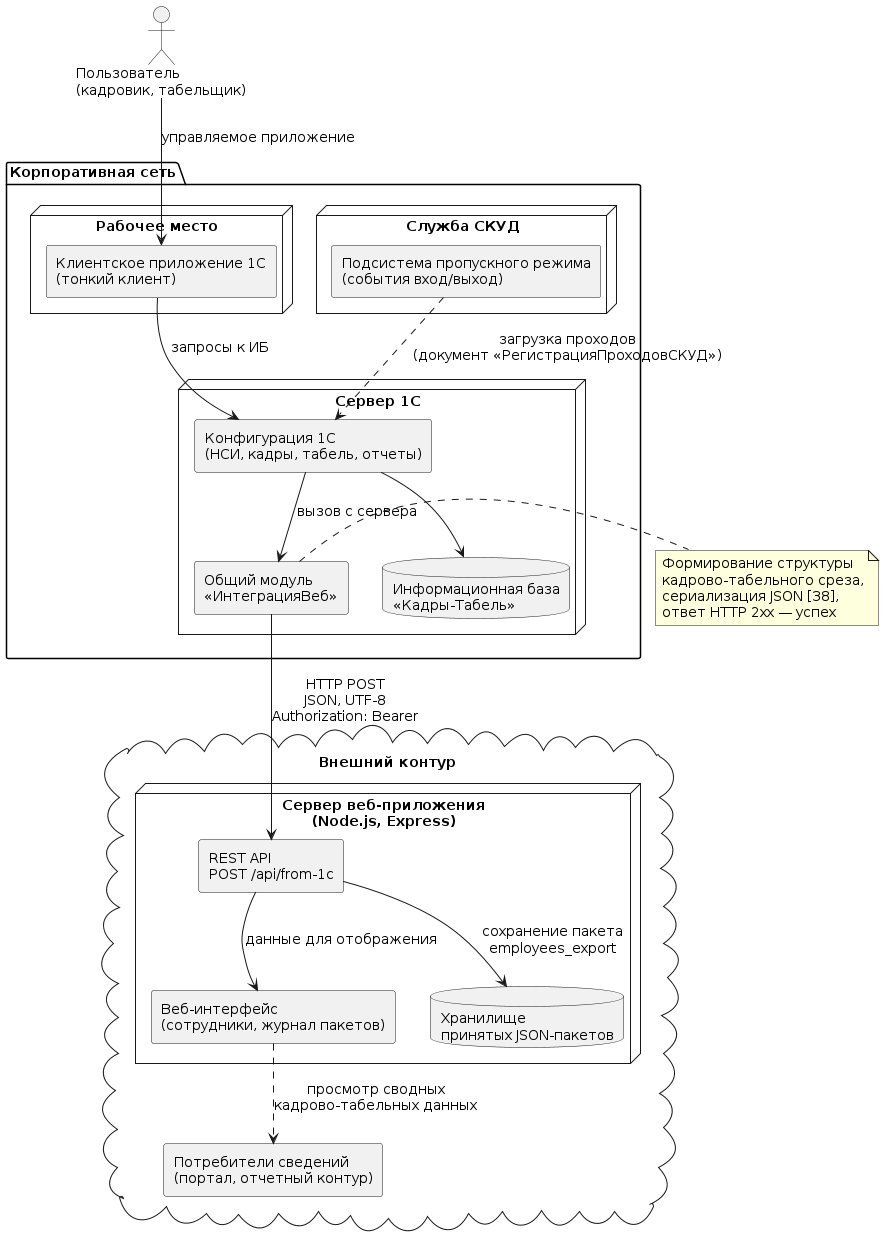 Пользователь
(кадровик, табельщик)
управляемое приложение
Корпоративная сеть
Рабочее место
Клиентское приложение 1С
(тонкий клиент)
Служба СКУД
Подсистема пропускного режима
(события вход/выход)
запросы к ИБ
загрузка проходов
(документ «РегистрацияПроходовСКУД»)
Сервер 1С
Конфигурация 1С
(НСИ, кадры, табель, отчеты)
вызов с сервера
Общий модуль
«ИнтеграцияВеб»
Информационная база
«Кадры-Табель»
Формирование структуры
кадрово-табельного среза,
сериализация JSON [38],
ответ HTTP 2xx — успех
HTTP POST
JSON, UTF-8
Authorization: Bearer
Внешний контур
Сервер веб-приложения
(Node.js, Express)
REST API
POST /api/from-1c
данные для отображения
сохранение пакета
employees_export
Веб-интерфейс
(сотрудники, журнал пакетов)
Хранилище
принятых JSON-пакетов
просмотр сводных
кадрово-табельных данных
Потребители сведений
(портал, отчетный контур)